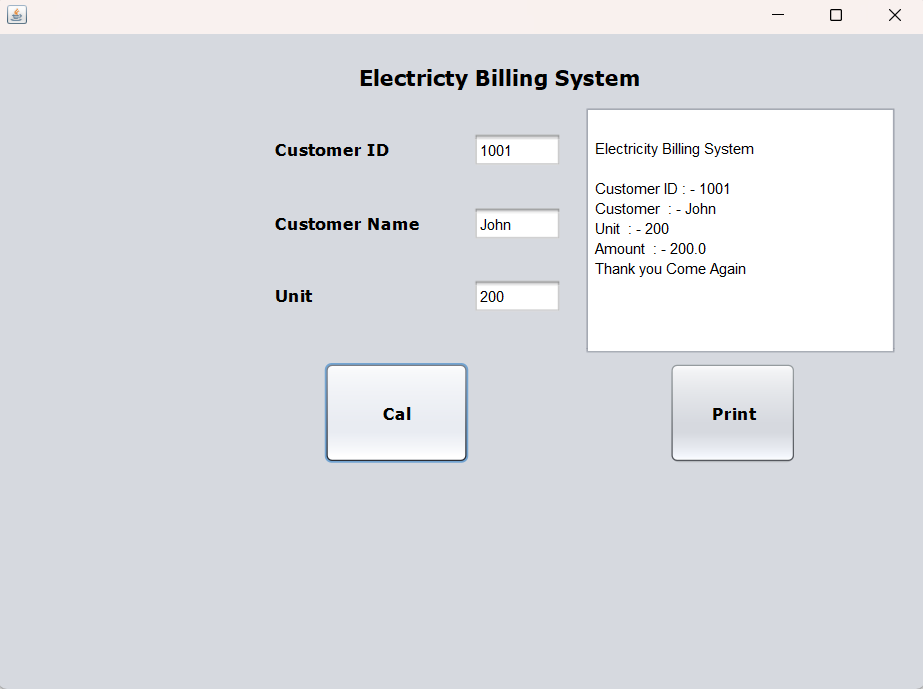 Electricty Billing System
Customer ID
1001
Customer Name
John
Unit
200
Electricity Billing System
Customer ID : - 1001
Customer  : - John
Unit  : - 200
Amount  : - 200.0
Thank you Come Again
Cal
Print